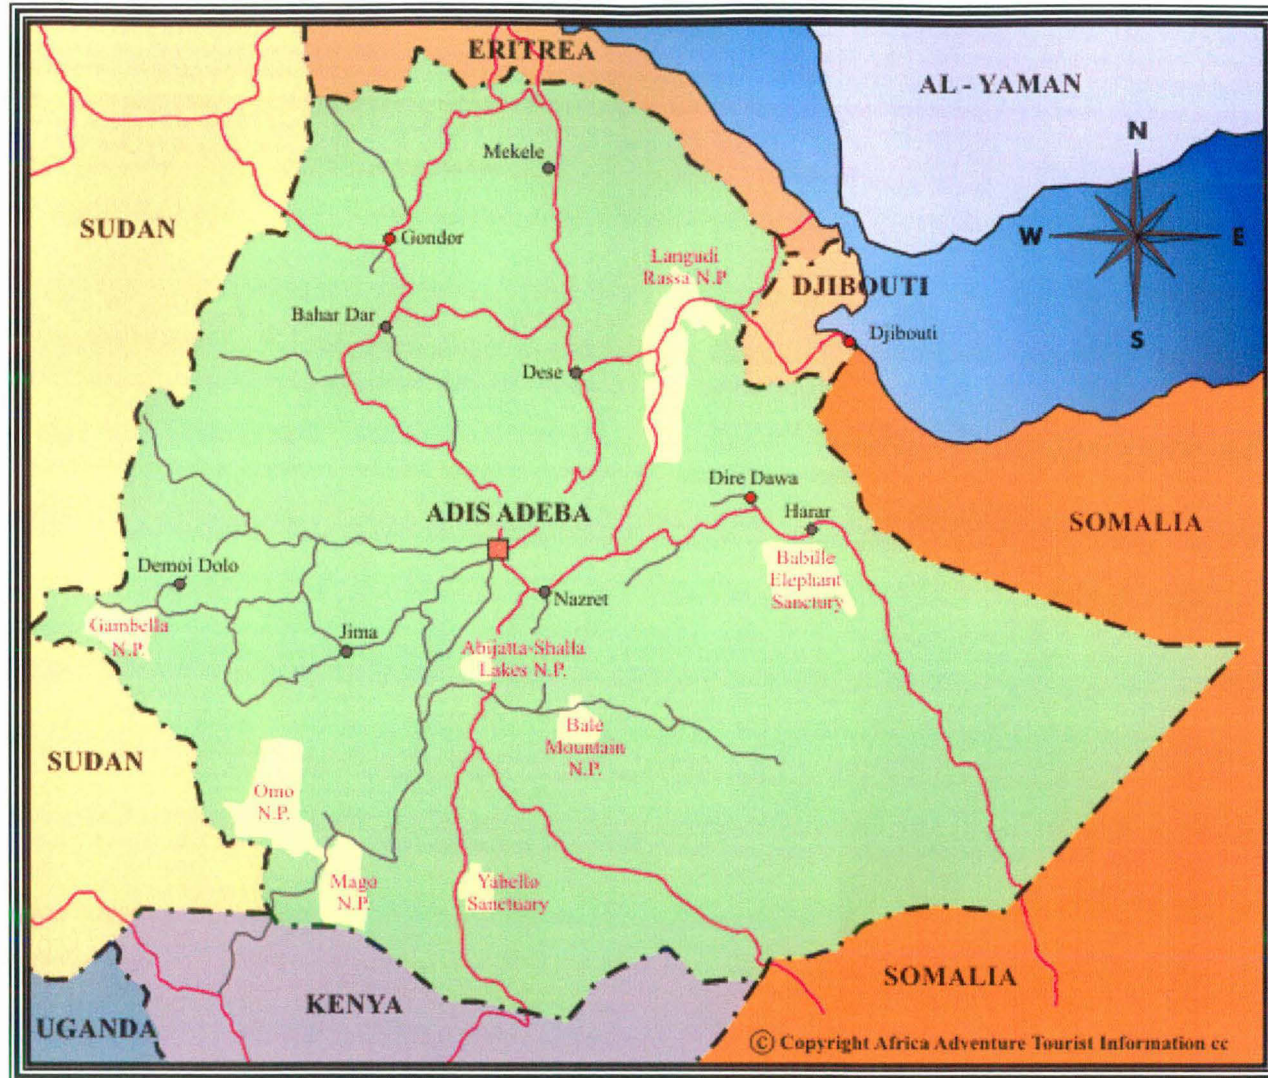 ERITREA
AL - YAMAN
N
Mekele
SUDAN
Gondor
W
E
Langudi
Rassa N.P
DJIBOUTI
Bahar Dar
Djibouti
S
Dese
Dire Dawa
ADIS ADEBA
Harar
SOMALIA
Demoi Dolo
Babille
Elephant
Sanctury
Nazret
Gambella
N.P.
Jima
Abijatta-Shalla
Lakes N.P.
Bale
Mountain
N.P.
SUDAN
Omo
N.P.
Mago
N.P.
Yabello
Sanctuary
SOMALIA
KENYA
UGANDA
© Copyright Africa Adventure Tourist Information cc